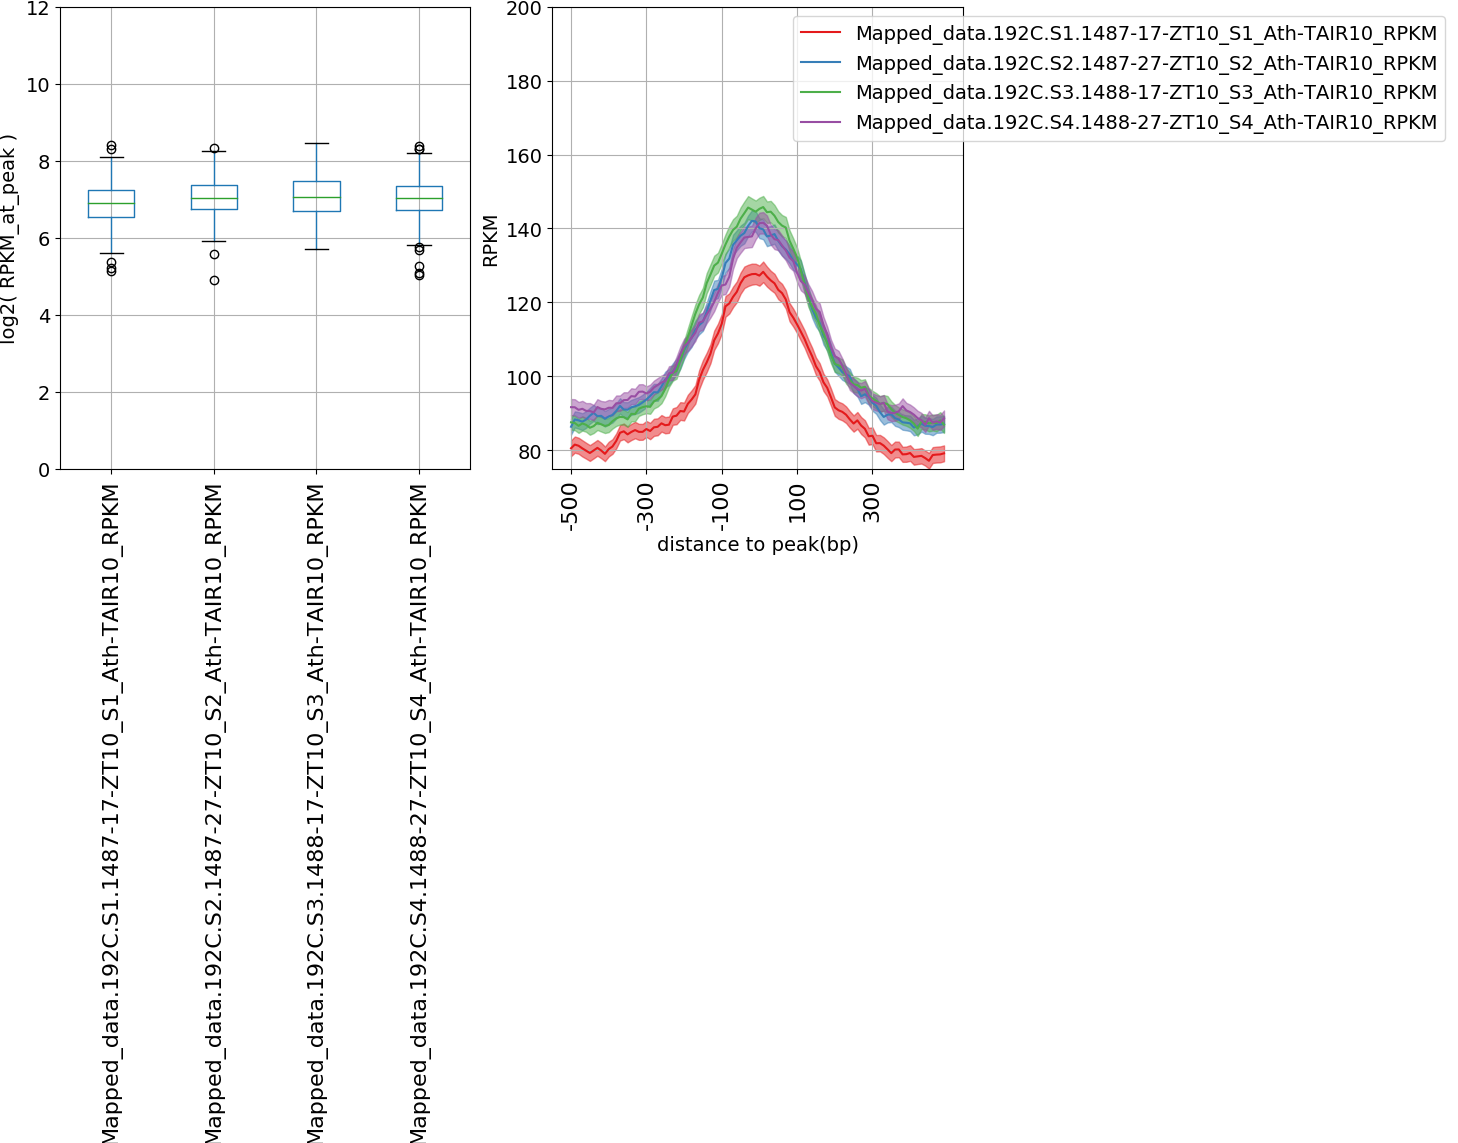 12
10
8
6
4
2
0
log2( RPKM_at_peak )
Mapped_data.192C.S1.1487-17-ZT10_S1_Ath-TAIR10_RPKM
Mapped_data.192C.S2.1487-27-ZT10_S2_Ath-TAIR10_RPKM
Mapped_data.192C.S3.1488-17-ZT10_S3_Ath-TAIR10_RPKM
Mapped_data.192C.S4.1488-27-ZT10_S4_Ath-TAIR10_RPKM
200
180
160
140
120
100
80
RPKM
-500
-300
-100
100
300
distance to peak(bp)
Mapped_data.192C.S1.1487-17-ZT10_S1_Ath-TAIR10_RPKM
Mapped_data.192C.S2.1487-27-ZT10_S2_Ath-TAIR10_RPKM
Mapped_data.192C.S3.1488-17-ZT10_S3_Ath-TAIR10_RPKM
Mapped_data.192C.S4.1488-27-ZT10_S4_Ath-TAIR10_RPKM